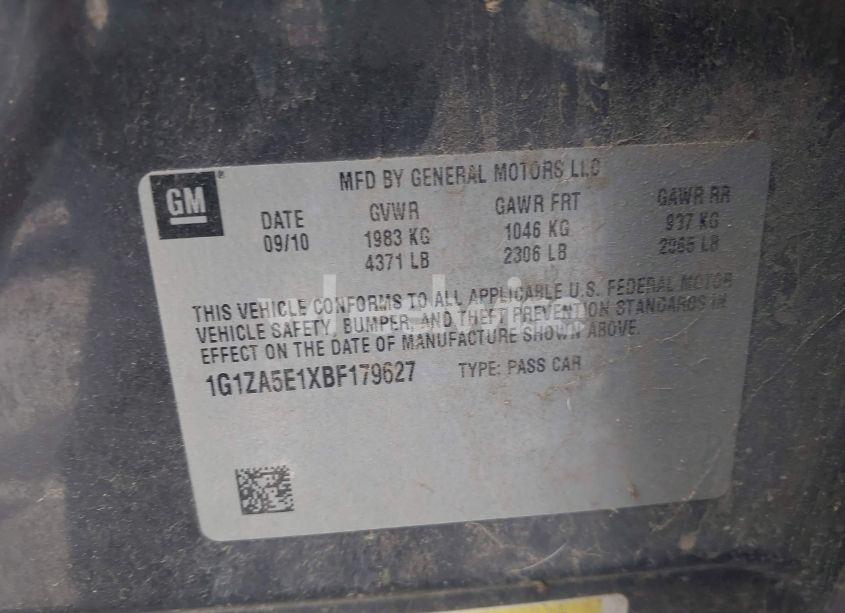 GM
MFD BY GENERAL MOTORS LLC
DATE GVWR GAWR FRT GAWR RR
09/10 1983 KG 1046 KG 937 KG
4371 LB 2306 LB 2065 LB
THIS VEHICLE CONFORMS TO ALL APPLICABLE U.S. FEDERAL MOTOR
VEHICLE SAFETY, BUMPER, AND THEFT PREVENTION STANDARDS IN
EFFECT ON THE DATE OF MANUFACTURE SHOWN ABOVE.
1G1ZA5E1XBF179627 TYPE: PASS CAR